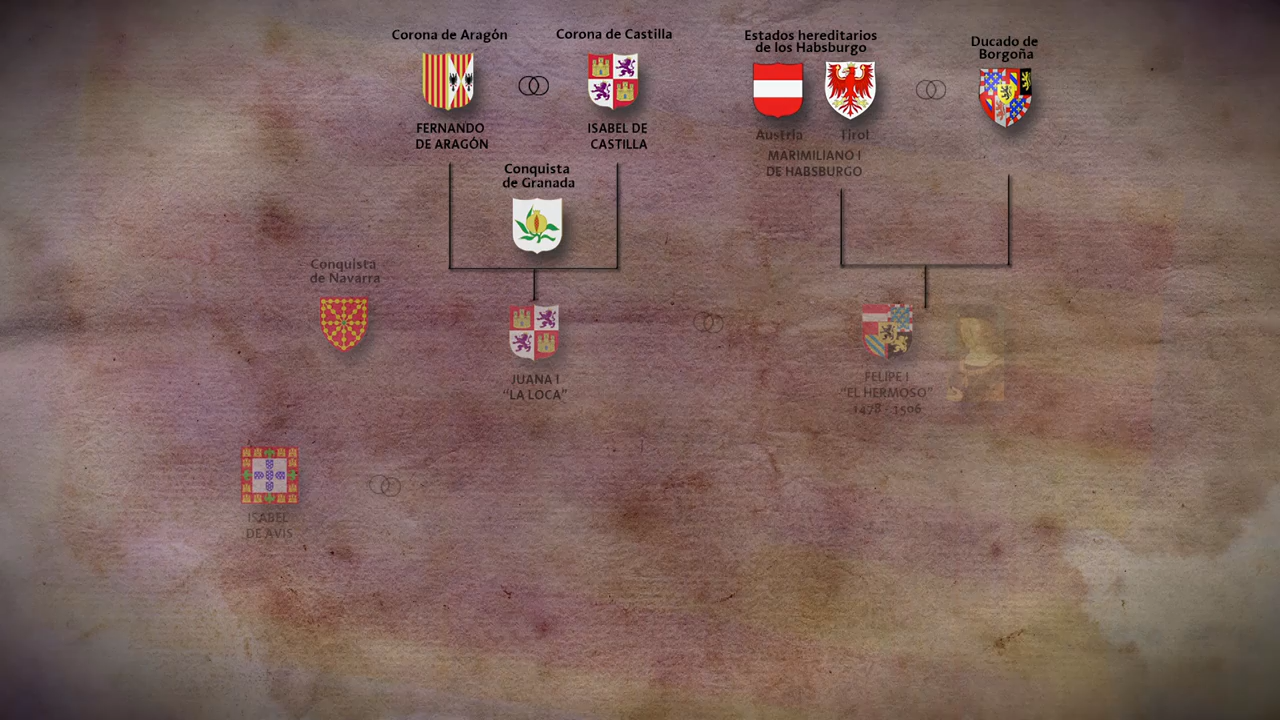 Corona de Aragón
Corona de Castilla
Estados hereditarios
de los Habsburgo
Ducado de
Borgoña
FERNANDO
DE ARAGÓN
ISABEL DE
CASTILLA
Austria
Tirol
MARIMILIANO I
DE HABSBURGO
Conquista
de Granada
Conquista
de Navarra
JUANA I
“LA LOCA”
FELIPE I
“EL HERMOSO”
1478 - 1506
ISABEL
DE AVIS